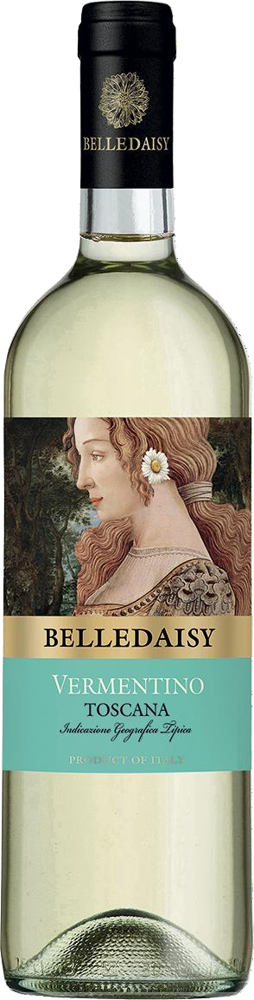 BELLEDAISY
BELLEDAISY
VERMENTINO
TOSCANA
Indicazione Geografica Tipica
PRODUCT OF ITALY